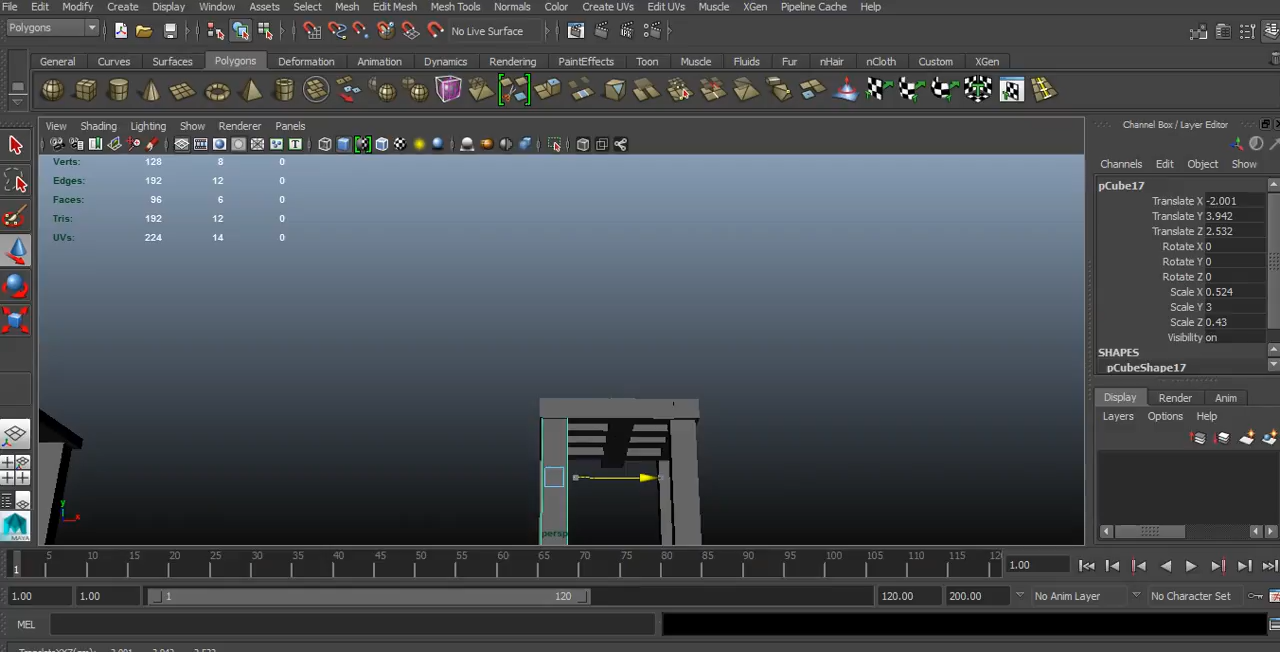 File Edit Modify Create Display Window Assets Select Mesh Edit Mesh Mesh Tools Normals Color Create UVs Edit UVs Muscle XGen Pipeline Cache Help
Polygons No Live Surface
General Curves Surfaces Polygons Deformation Animation Dynamics Rendering PaintEffects Toon Muscle Fluids Fur nHair nCloth Custom XGen
View Shading Lighting Show Renderer Panels
Channel Box / Layer Editor
Channels Edit Object Show
Verts: 128 8 0
Edges: 192 12 0
Faces: 96 6 0
Tris: 192 12 0
UVs: 224 14 0
pCube17
Translate X -2.001
Translate Y 3.942
Translate Z 2.532
Rotate X 0
Rotate Y 0
Rotate Z 0
Scale X 0.524
Scale Y 3
Scale Z 0.43
Visibility on
SHAPES
pCubeShape17
Display Render Anim
Layers Options Help
y
x
persp
MAYA
1 5 10 15 20 25 30 35 40 45 50 55 60 65 70 75 80 85 90 95 100 105 110 115 12
1.00
1.00 1.00 1 120 120.00 200.00 No Anim Layer No Character Set
MEL